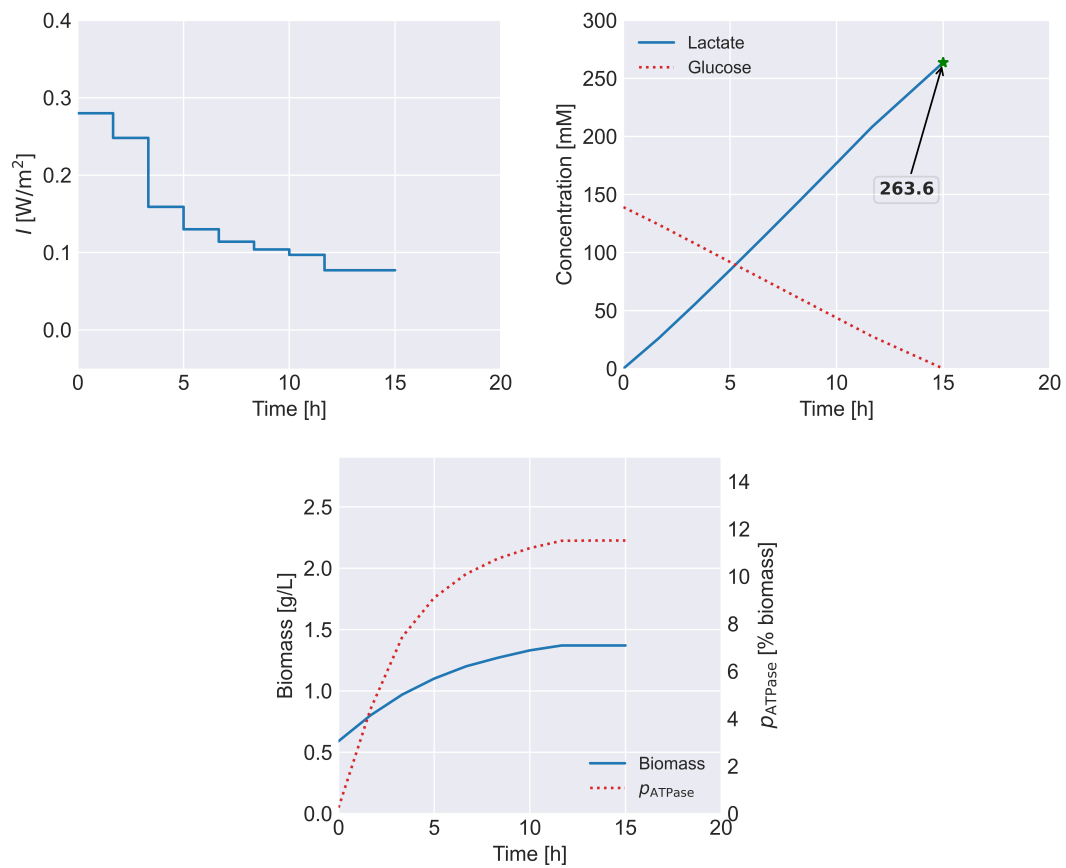 0.4
0.3
0.2
0.1
0.0
I [W/m²]
0 5 10 15 20
Time [h]
300
250
200
150
100
50
0
Concentration [mM]
Lactate
Glucose
263.6
0 5 10 15 20
Time [h]
2.5
2.0
1.5
1.0
0.5
0.0
Biomass [g/L]
14
12
10
8
6
4
2
0
pATPase [% biomass]
Biomass
pATPase
0 5 10 15 20
Time [h]